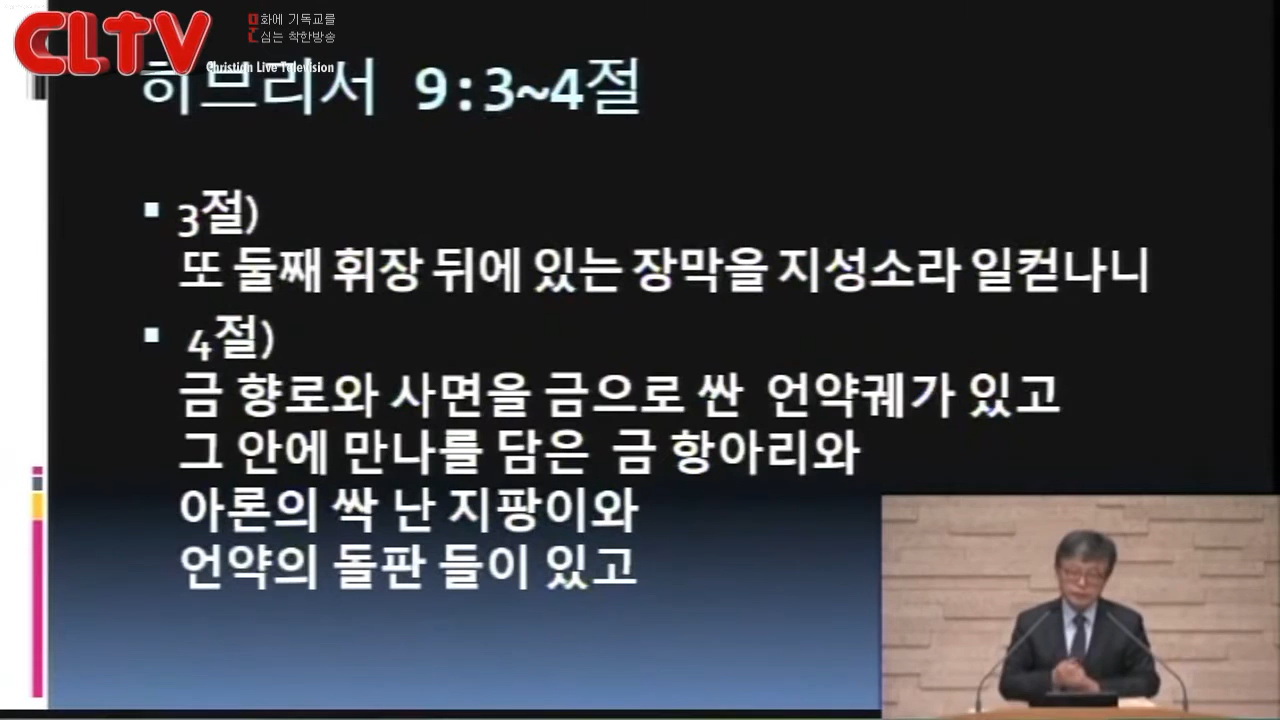 CLTV
문화에 기독교를
심는 착한방송
Christian Live Television
히브리서 9:3~4절
▪ 3절)
또 둘째 휘장 뒤에 있는 장막을 지성소라 일컫나니
▪ 4절)
금 향로와 사면을 금으로 싼 언약궤가 있고
그 안에 만나를 담은 금 항아리와
아론의 싹 난 지팡이와
언약의 돌판 들이 있고